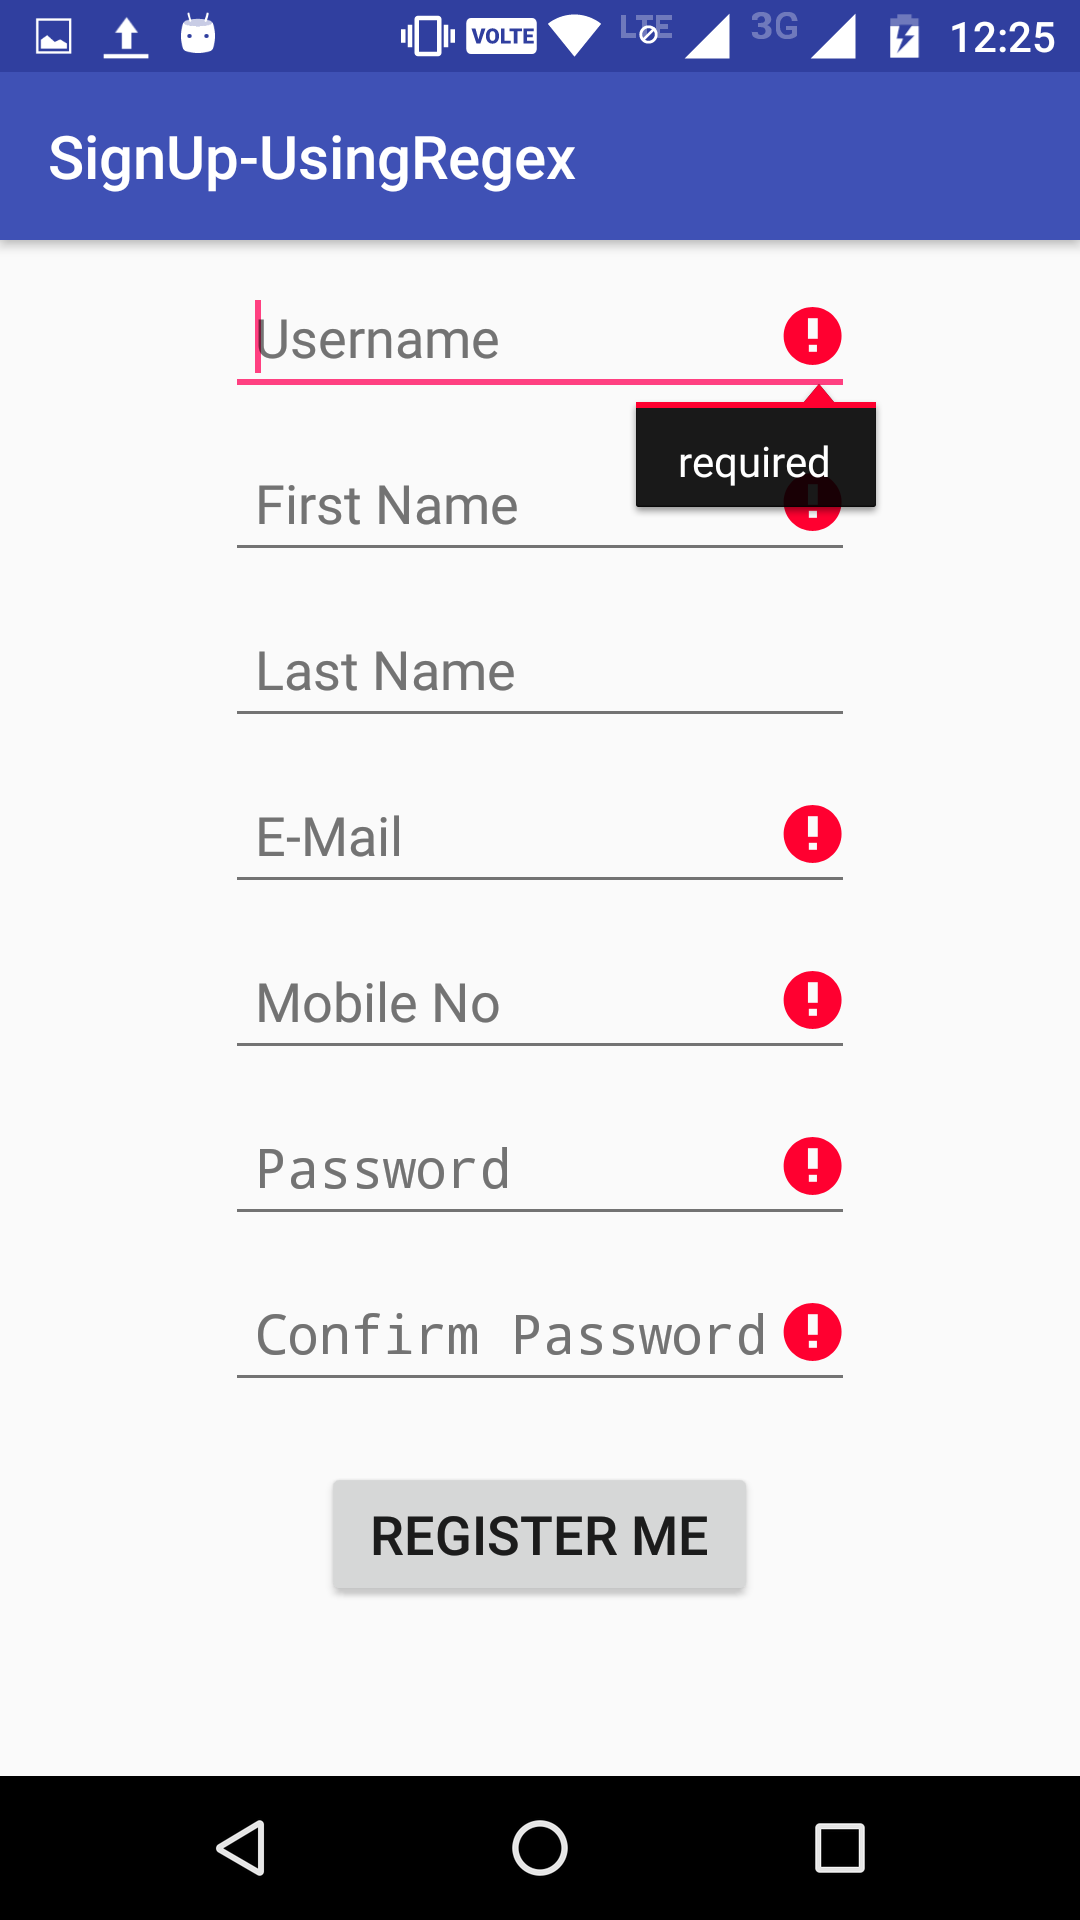 VOLTE LTE 3G 12:25
SignUp-UsingRegex
Username
required
First Name
Last Name
E-Mail
Mobile No
Password
Confirm Password
REGISTER ME